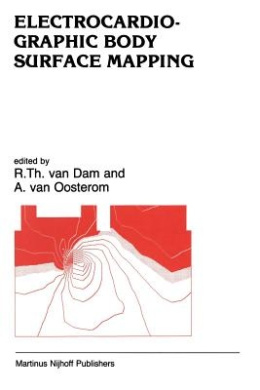 ELECTROCARDIO-
GRAPHIC BODY
SURFACE MAPPING
edited by
R.Th. van Dam and
A. van Oosterom
Martinus Nijhoff Publishers